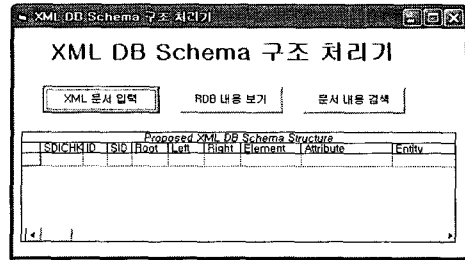 XML DB Schema 구조 처리기
XML DB Schema 구조 처리기
XML 문서 입력 RDB 내용 보기 문서 내용 검색
Proposed XML DB Schema Structure
SDICHK ID SID Root Left Right Element Attribute Entity